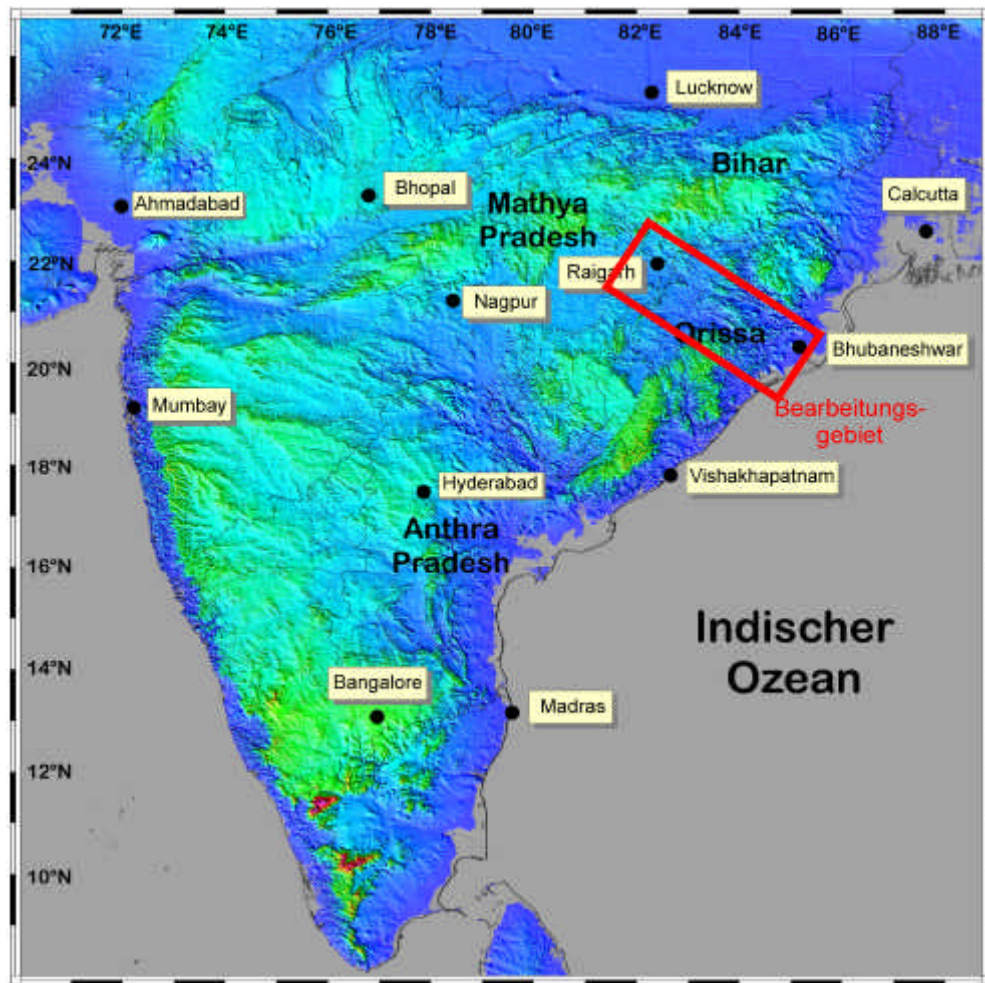 72°E 74°E 76°E 78°E 80°E 82°E 84°E 86°E 88°E
Lucknow
24°N
Bihar
Bhopal
Calcutta
Ahmadabad
Mathya
Pradesh
22°N
Raigarh
Nagpur
Orissa
Bhubaneshwar
20°N
Mumbay
Bearbeitungs-
gebiet
18°N
Vishakhapatnam
Hyderabad
Anthra
Pradesh
16°N
Indischer
Ozean
14°N
Bangalore
Madras
12°N
10°N